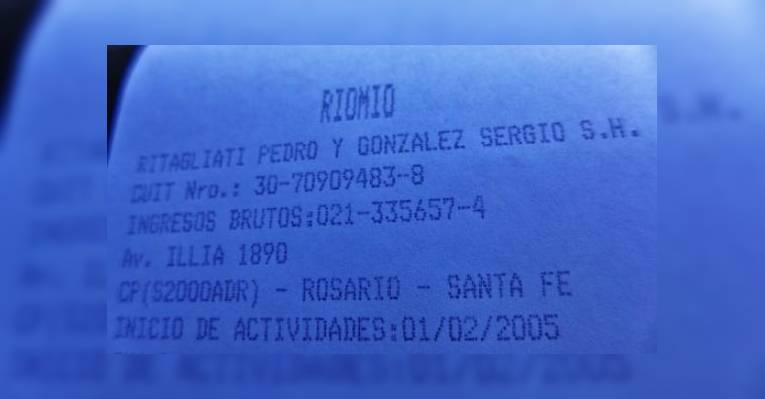 RIOMIO
RITAGLIATI PEDRO Y GONZALEZ SERGIO S.H.
CUIT Nro.: 30-70909483-8
INGRESOS BRUTOS:021-335657-4
Av. ILLIA 1890
CP(S2000ADR) - ROSARIO - SANTA FE
INICIO DE ACTIVIDADES:01/02/2005